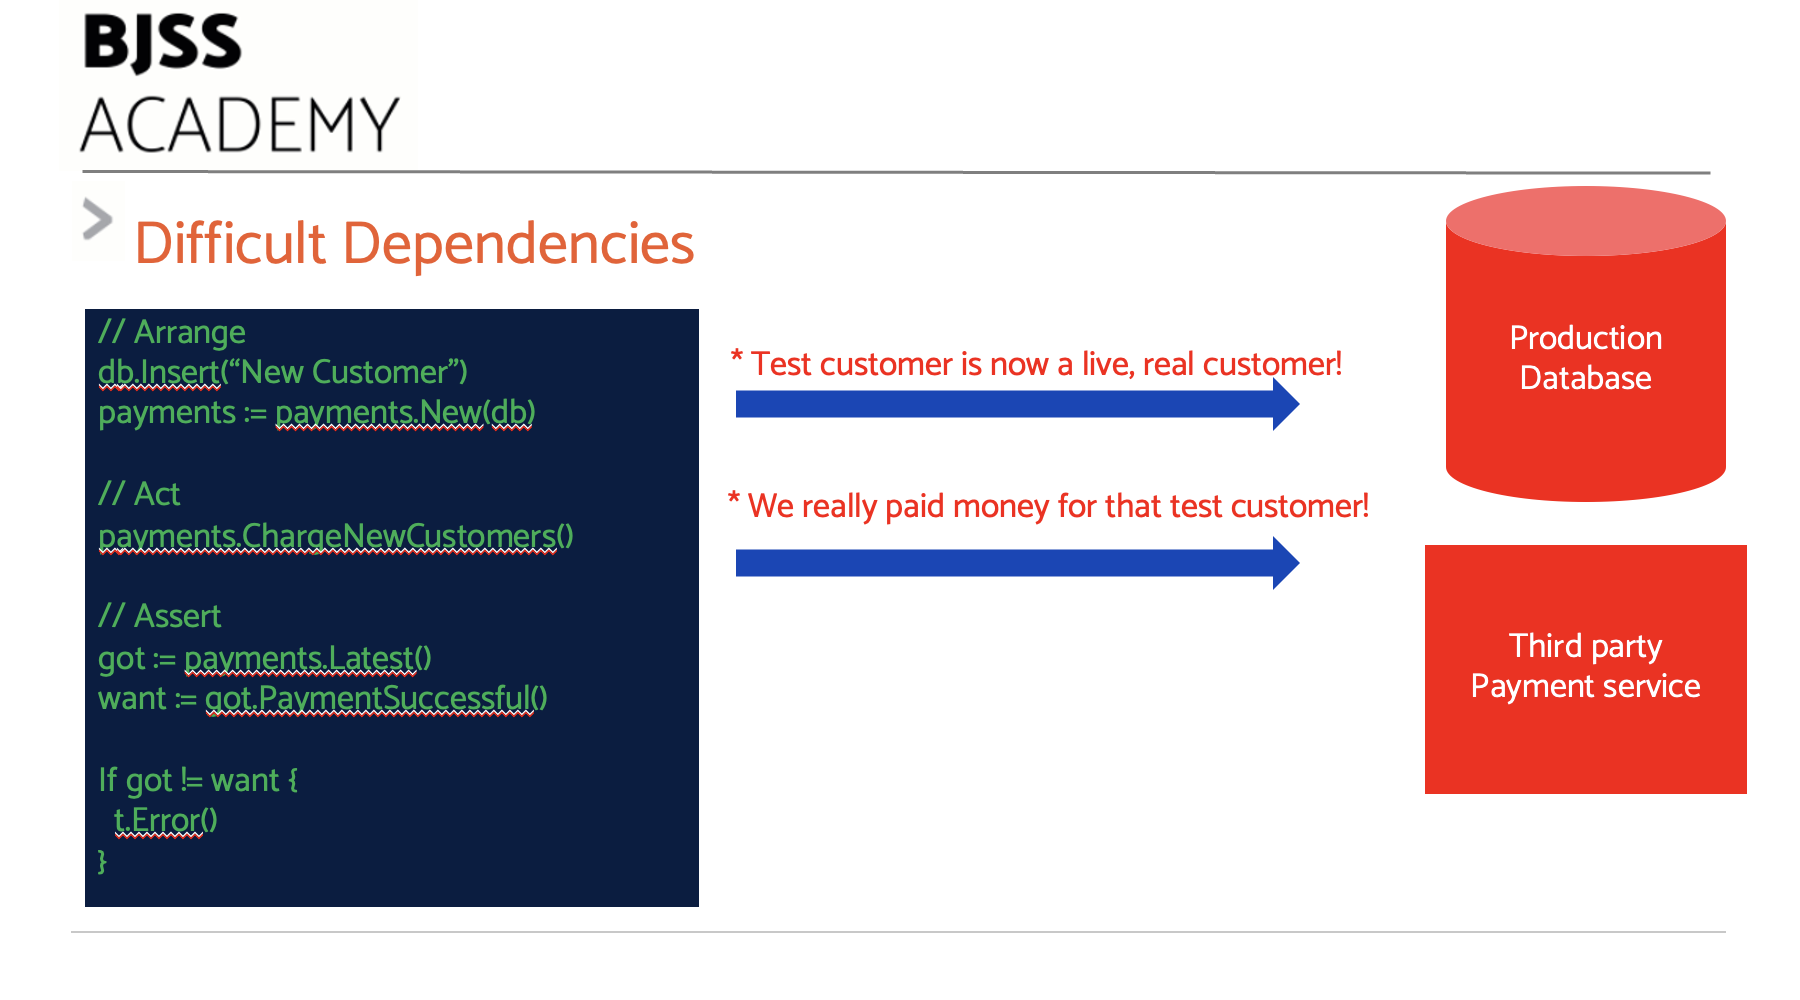 BJSS
ACADEMY
> Difficult Dependencies
// Arrange
db.Insert(“New Customer”)
payments := payments.New(db)
// Act
payments.ChargeNewCustomers()
// Assert
got := payments.Latest()
want := got.PaymentSuccessful()
If got != want {
t.Error()
}
* Test customer is now a live, real customer!
* We really paid money for that test customer!
Production
Database
Third party
Payment service